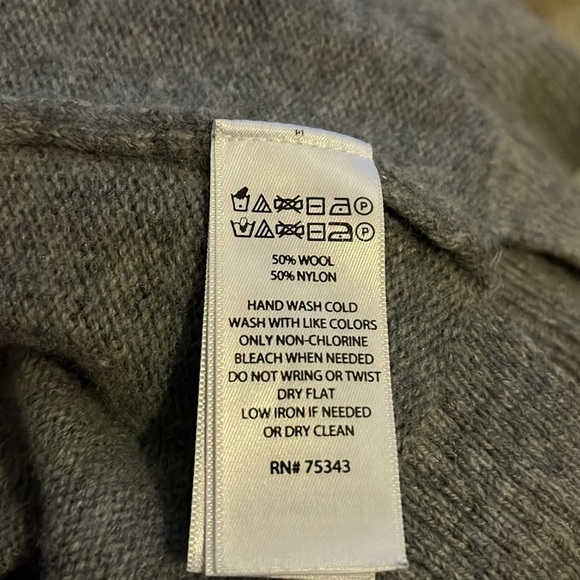 P
P
50% WOOL
50% NYLON
HAND WASH COLD
WASH WITH LIKE COLORS
ONLY NON-CHLORINE
BLEACH WHEN NEEDED
DO NOT WRING OR TWIST
DRY FLAT
LOW IRON IF NEEDED
OR DRY CLEAN
RN# 75343